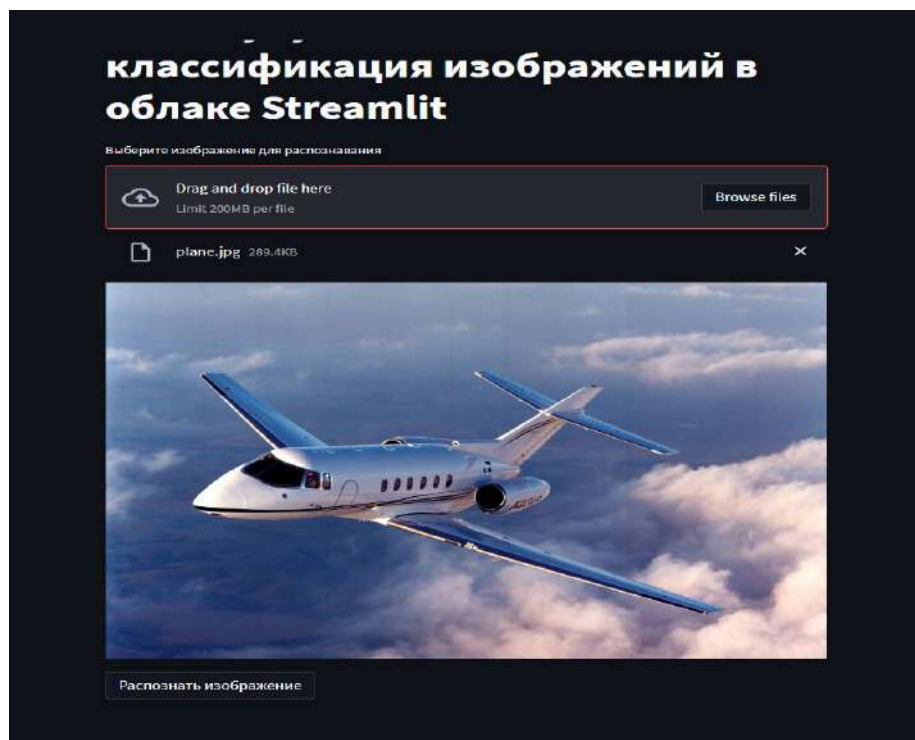 классификация изображений в
облаке Streamlit
Выберите изображение для распознавания
Drag and drop file here
Limit 200MB per file
Browse files
plane.jpg 289.4KB
Распознать изображение